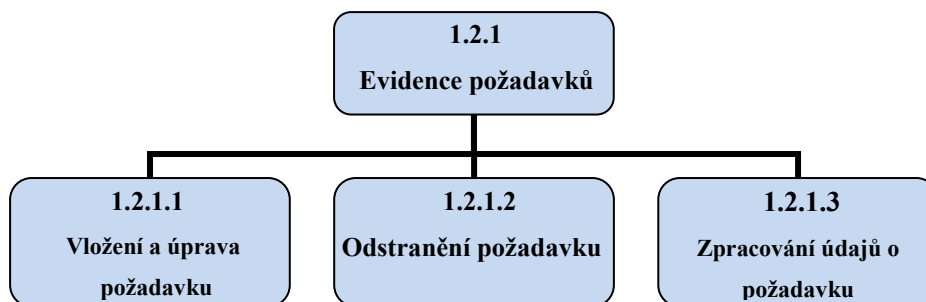 1.2.1
Evidence požadavků
1.2.1.1
Vložení a úprava
požadavku
1.2.1.2
Odstranění požadavku
1.2.1.3
Zpracování údajů o
požadavku